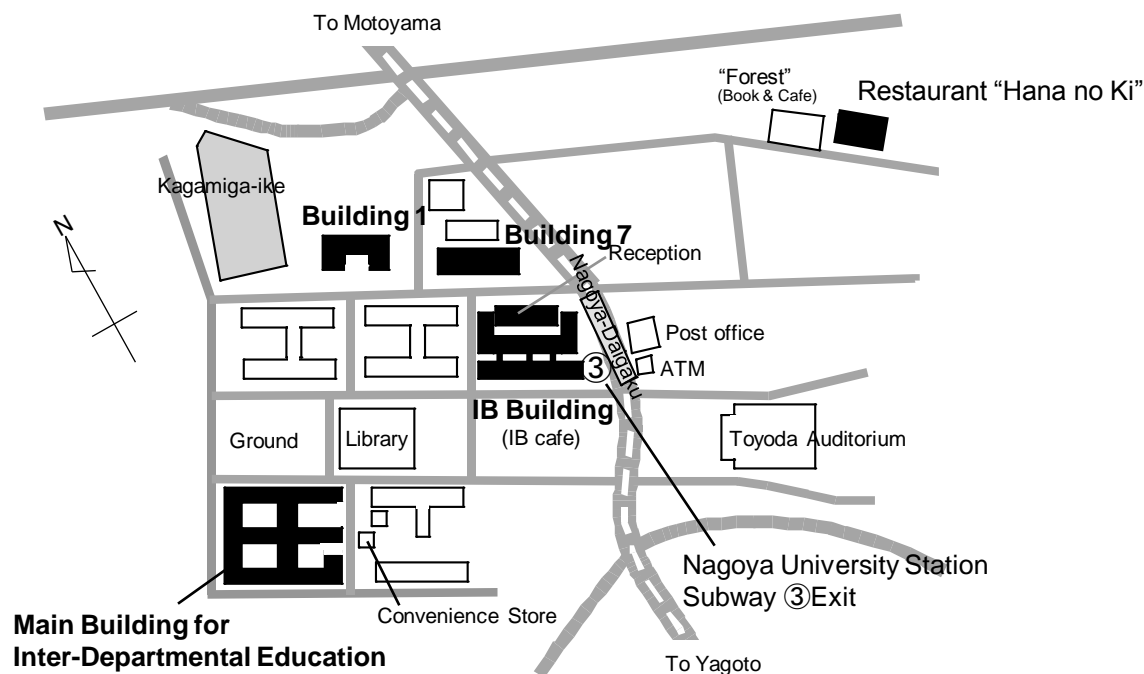 To Motoyama
“Forest”
(Book & Cafe)
Restaurant “Hana no Ki”
Kagamiga-ike
N
Building 1
Building 7
Reception
Nagoya-Daigaku
Post office
③
ATM
IB Building
(IB cafe)
Ground
Library
Toyoda Auditorium
Nagoya University Station
Subway ③Exit
Convenience Store
Main Building for
Inter-Departmental Education
To Yagoto